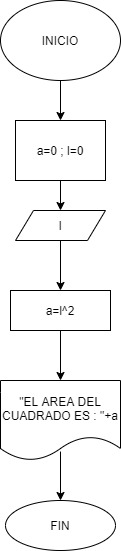 INICIO
a=0 ; l=0
l
a=l^2
"EL AREA DEL
CUADRADO ES : "+a
FIN